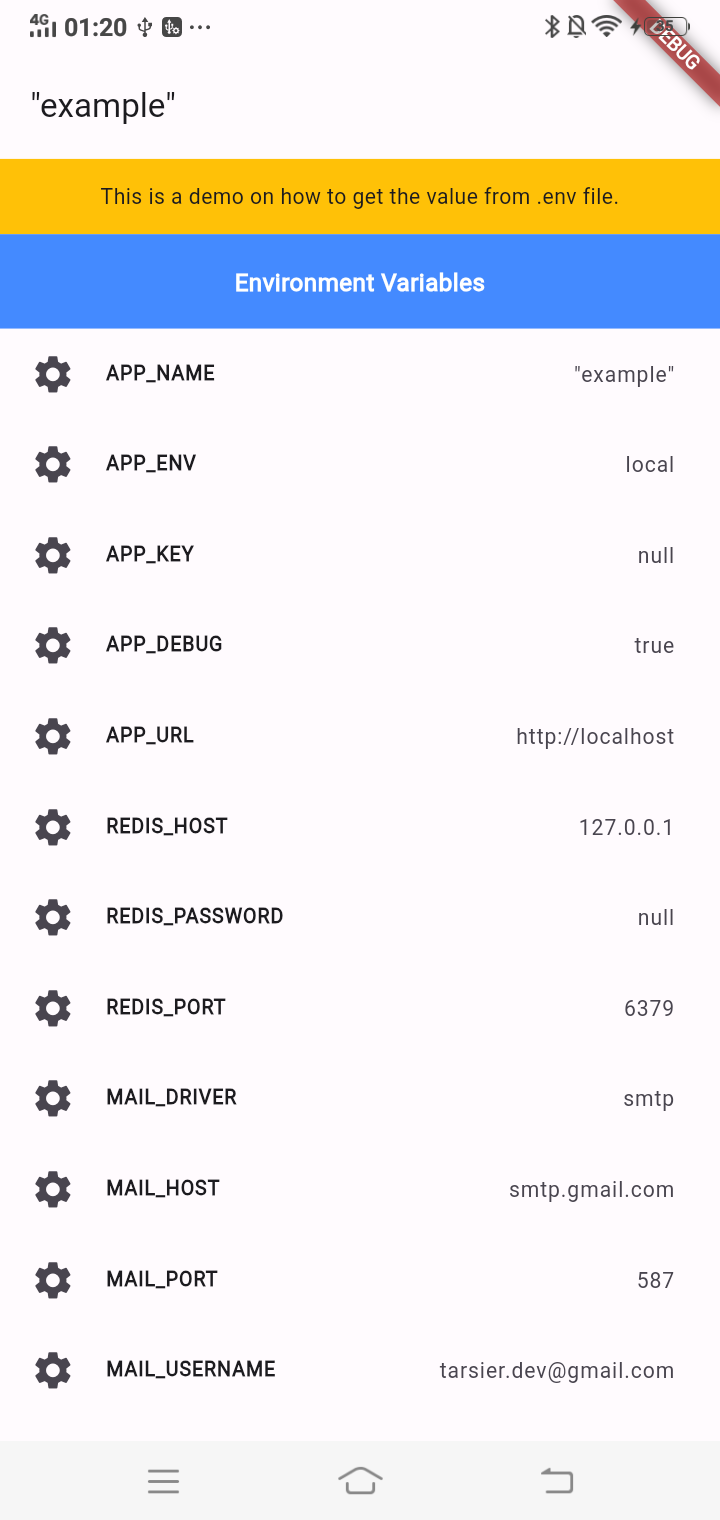 4G 01:20 35
DEBUG
"example"
This is a demo on how to get the value from .env file.
Environment Variables
APP_NAME "example"
APP_ENV local
APP_KEY null
APP_DEBUG true
APP_URL http://localhost
REDIS_HOST 127.0.0.1
REDIS_PASSWORD null
REDIS_PORT 6379
MAIL_DRIVER smtp
MAIL_HOST smtp.gmail.com
MAIL_PORT 587
MAIL_USERNAME tarsier.dev@gmail.com